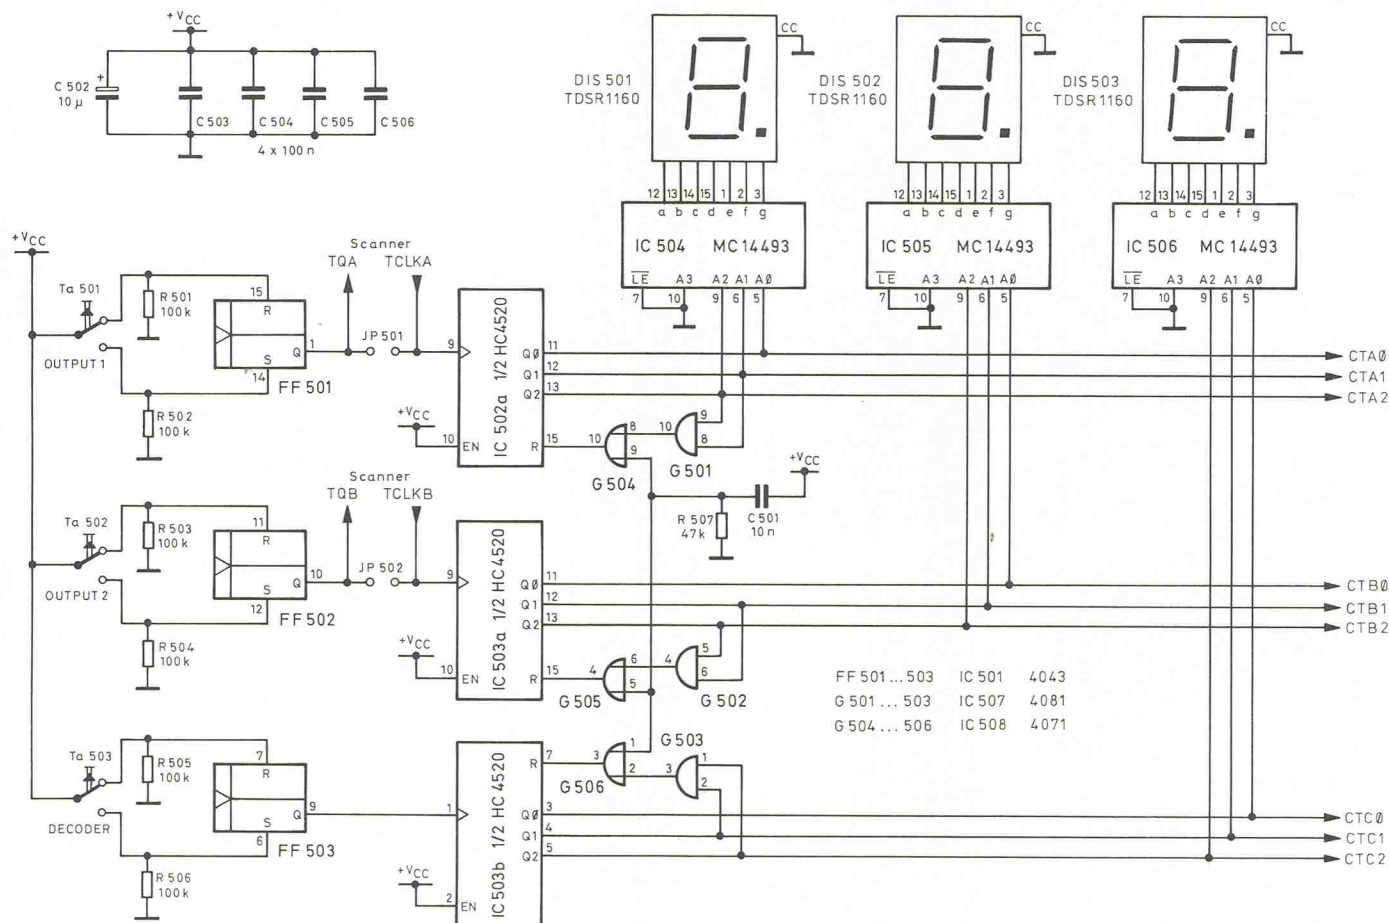 +VCC
C 502
10 µ
+
C 503
C 504
C 505
C 506
4 x 100 n
DIS 501
TDSR 1160
CC
DIS 502
TDSR 1160
CC
DIS 503
TDSR 1160
CC
12 13 14 15 1 2 3
a b c d e f g
IC 504 MC 14493
LE A3 A2 A1 AØ
7 10 9 6 5
12 13 14 15 1 2 3
a b c d e f g
IC 505 MC 14493
LE A3 A2 A1 AØ
7 10 9 6 5
12 13 14 15 1 2 3
a b c d e f g
IC 506 MC 14493
LE A3 A2 A1 AØ
7 10 9 6 5
+VCC
Ta 501
OUTPUT 1
R 501
100 k
R 502
100 k
15
R
S
14
Q
1
FF 501
Scanner
TQA TCLKA
JP 501
9
+VCC
10
EN
IC 502a 1/2 HC 4520
QØ 11
Q1 12
Q2 13
R 15
CTAØ
CTA1
CTA2
10
8
9
G 504
10
9
8
G 501
+VCC
R 507
47 k
C 501
10 n
Ta 502
OUTPUT 2
R 503
100 k
R 504
100 k
11
R
S
12
Q
10
FF 502
Scanner
TQB TCLKB
JP 502
9
+VCC
10
EN
IC 503a 1/2 HC 4520
QØ 11
Q1 12
Q2 13
R 15
CTBØ
CTB1
CTB2
4
6
5
G 505
4
5
6
G 502
FF 501 ... 503 IC 501 4043
G 501 ... 503 IC 507 4081
G 504 ... 506 IC 508 4071
Ta 503
DECODER
R 505
100 k
R 506
100 k
7
R
S
6
Q
9
FF 503
1
+VCC
2
EN
IC 503b 1/2 HC 4520
R 7
QØ 3
Q1 4
Q2 5
3
1
2
G 506
G 503
3
1
2
CTCØ
CTC1
CTC2